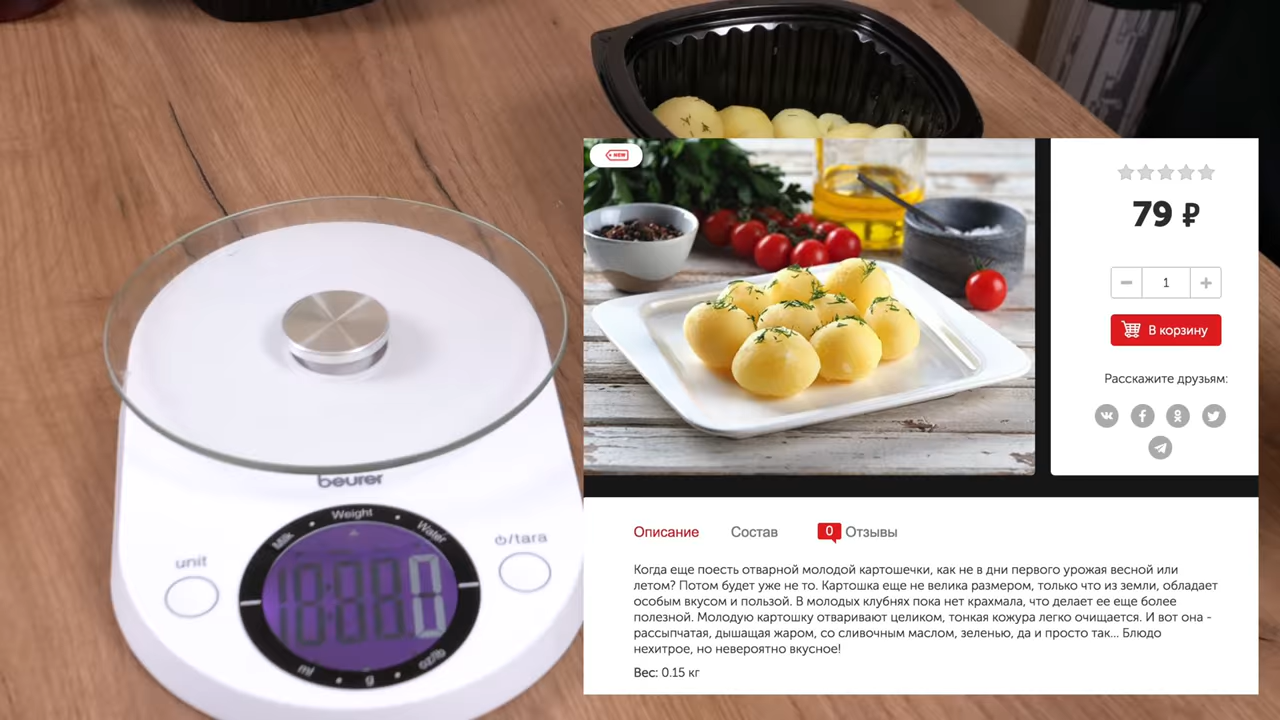 NEW
79 ₽
1
В корзину
Расскажите друзьям:
beurer
Milk • Weight • Water
unit
/tara
0
ml • g • oz/lb
Описание
Состав
0 Отзывы
Когда еще поесть отварной молодой картошечки, как не в дни первого урожая весной или
летом? Потом будет уже не то. Картошка еще не велика размером, только что из земли, обладает
особым вкусом и пользой. В молодых клубнях пока нет крахмала, что делает ее еще более
полезной. Молодую картошку отваривают целиком, тонкая кожура легко очищается. И вот она -
рассыпчатая, дышащая жаром, со сливочным маслом, зеленью, да и просто так... Блюдо
нехитрое, но невероятно вкусное!
Вес: 0.15 кг